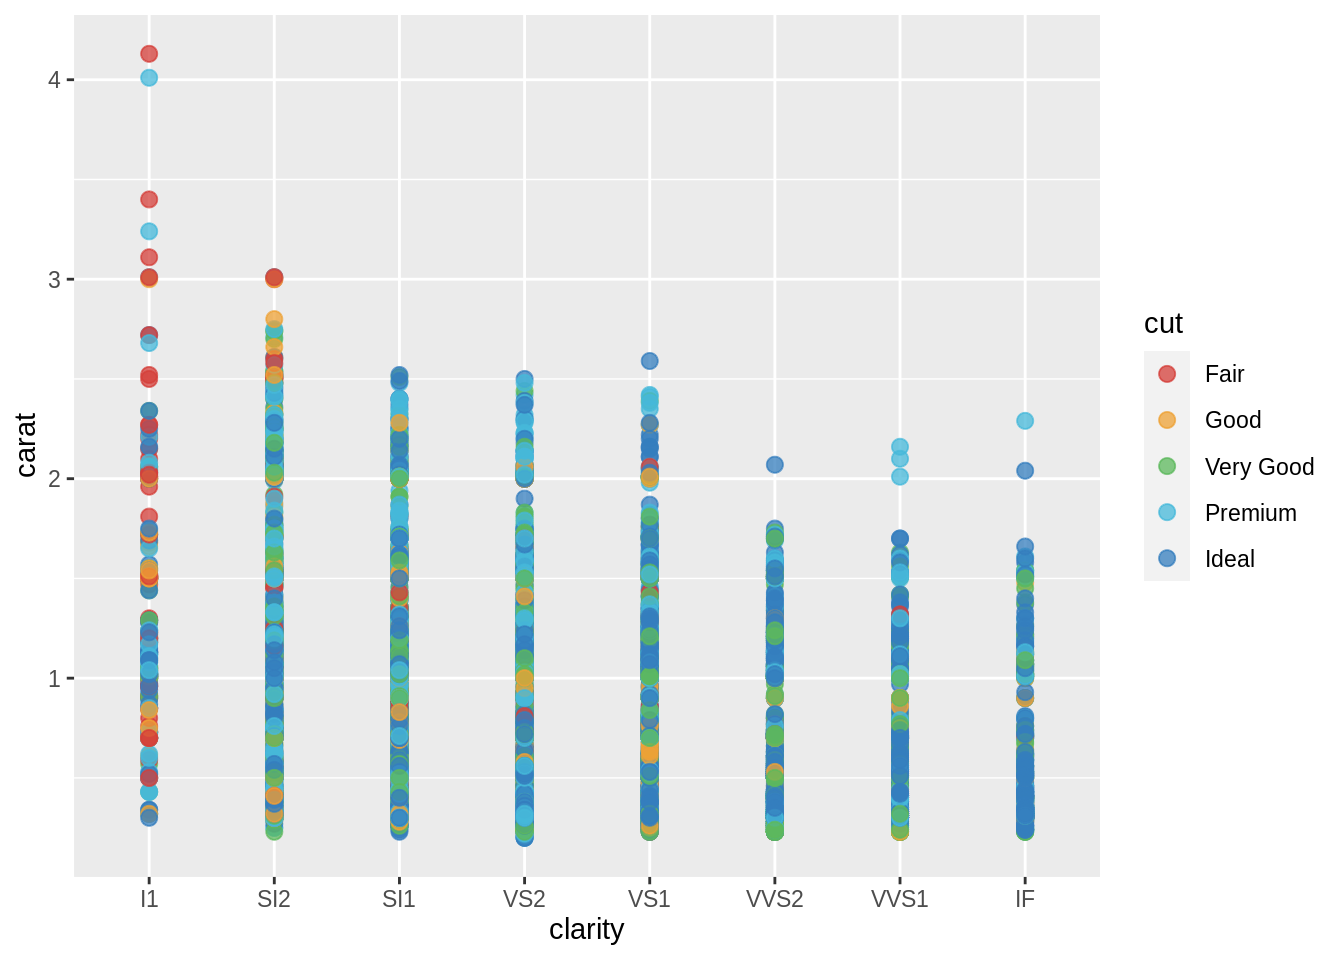 4
3
2
1
carat
I1 SI2 SI1 VS2 VS1 VVS2 VVS1 IF
clarity
cut
Fair
Good
Very Good
Premium
Ideal